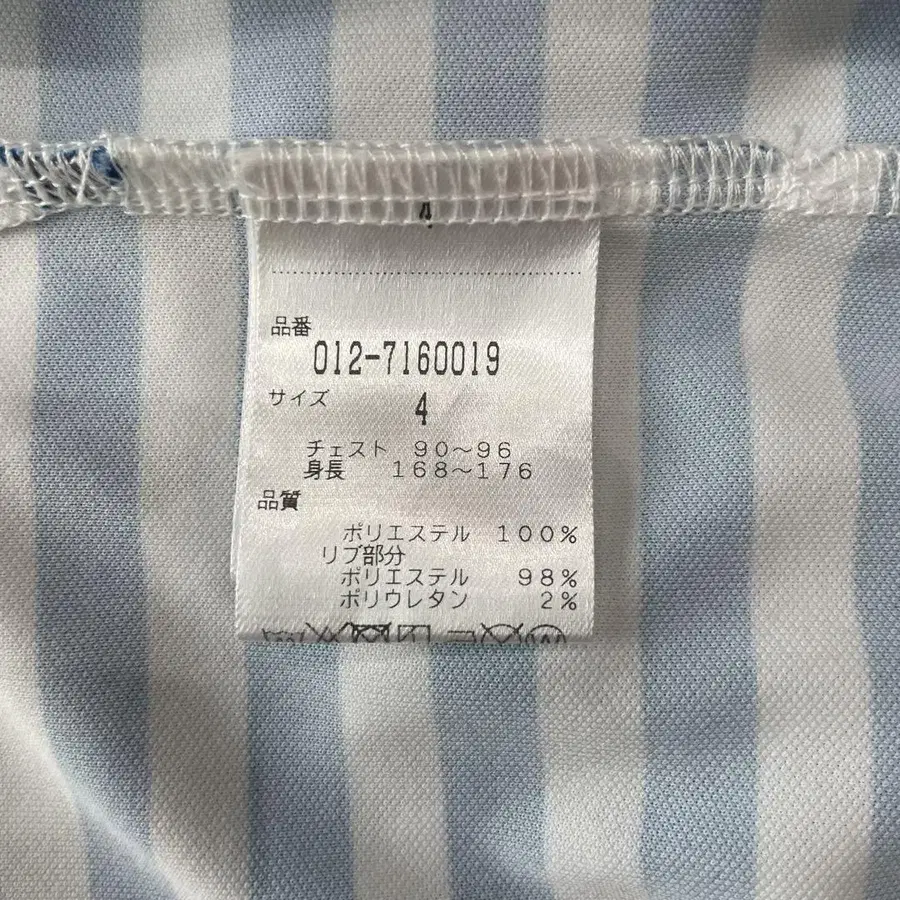 4
品番
012-7160019
サイズ 4
チェスト 90～96
身長 168～176
品質
ポリエステル 100%
リブ部分
ポリエステル 98%
ポリウレタン 2%